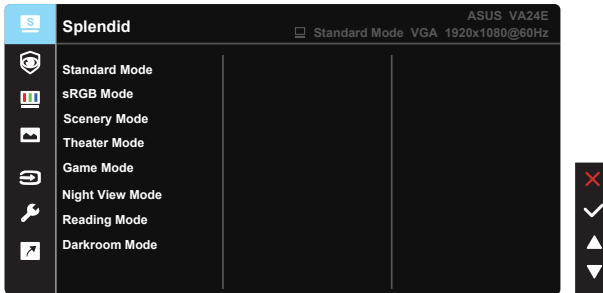 S
Splendid
ASUS VA24E
Standard Mode VGA 1920x1080@60Hz
Standard Mode
sRGB Mode
Scenery Mode
Theater Mode
Game Mode
Night View Mode
Reading Mode
Darkroom Mode